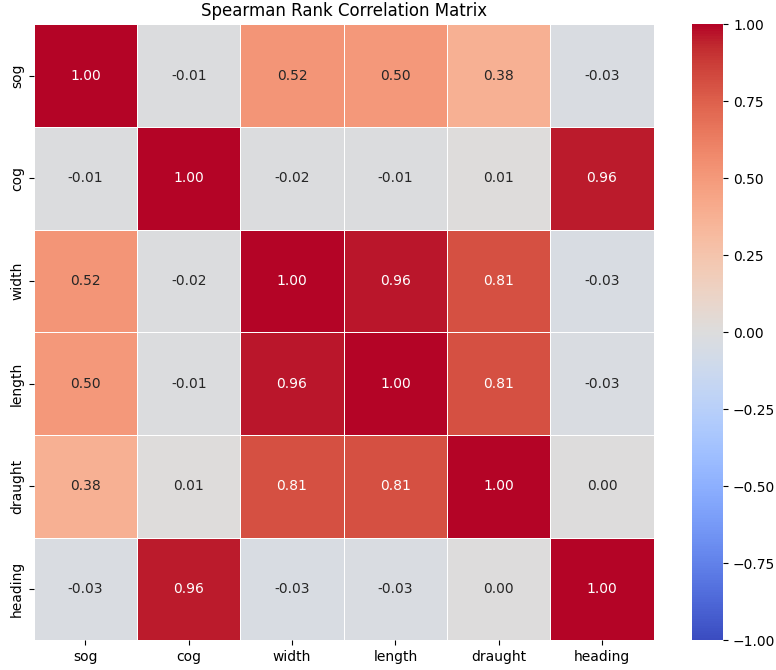 Spearman Rank Correlation Matrix
sog 1.00 -0.01 0.52 0.50 0.38 -0.03
cog -0.01 1.00 -0.02 -0.01 0.01 0.96
width 0.52 -0.02 1.00 0.96 0.81 -0.03
length 0.50 -0.01 0.96 1.00 0.81 -0.03
draught 0.38 0.01 0.81 0.81 1.00 0.00
heading -0.03 0.96 -0.03 -0.03 0.00 1.00
sog cog width length draught heading
1.00
0.75
0.50
0.25
0.00
−0.25
−0.50
−0.75
−1.00